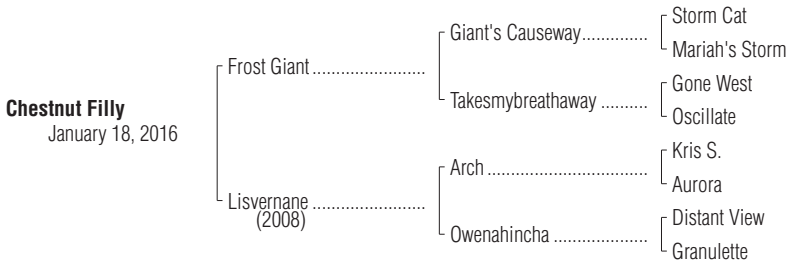 Storm Cat
Giant's Causeway..............
Mariah's Storm
Frost Giant ........................
Gone West
Takesmybreathaway ..........
Oscillate
Chestnut Filly
January 18, 2016
Kris S.
Arch ..................................
Aurora
Lisvernane ........................
(2008)
Distant View
Owenahincha ....................
Granulette